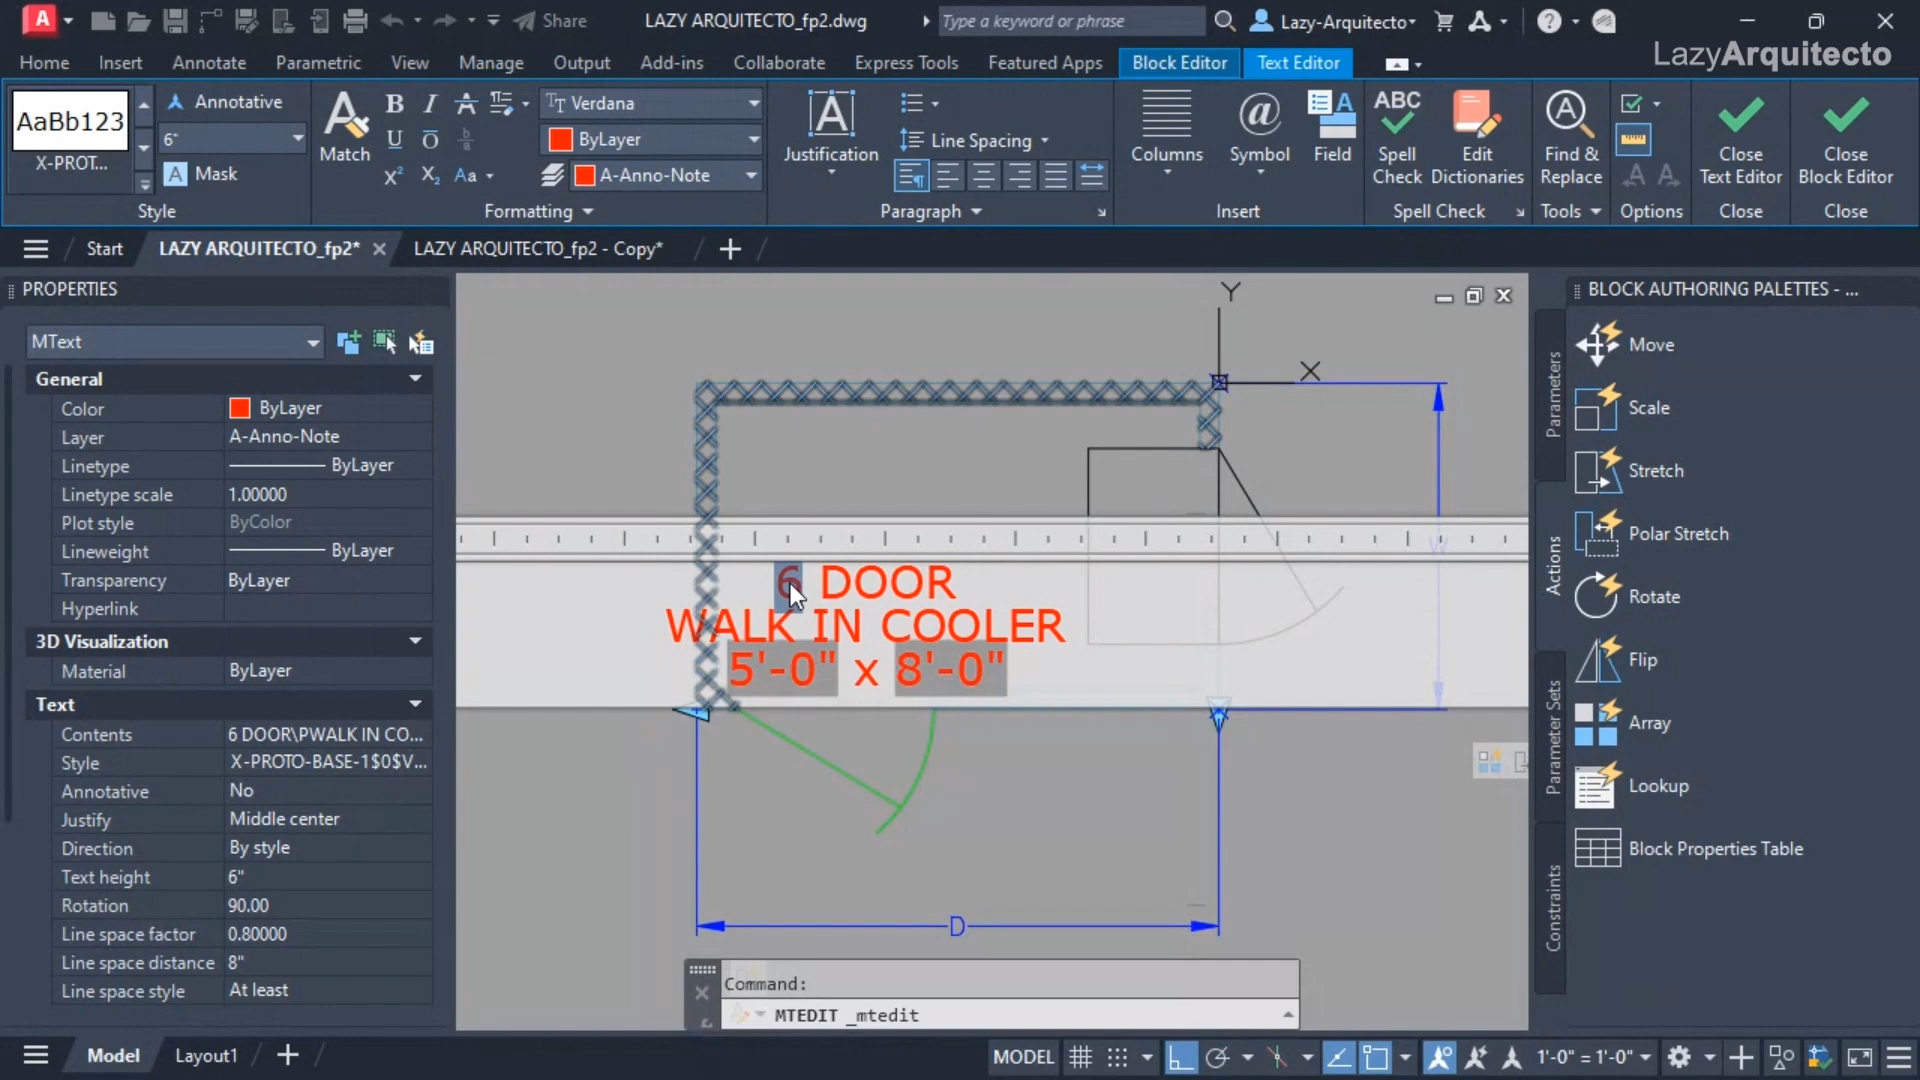 Share
LAZY ARQUITECTO_fp2.dwg
Type a keyword or phrase
Lazy-Arquitecto
Home
Insert
Annotate
Parametric
View
Manage
Output
Add-ins
Collaborate
Express Tools
Featured Apps
Block Editor
Text Editor
LazyArquitecto
AaBb123
X-PROT...
Annotative
6"
Mask
Style
Match
Verdana
ByLayer
A-Anno-Note
Formatting
Justification
Line Spacing
Paragraph
Columns
Symbol
Field
Insert
Spell Check
Edit Dictionaries
Spell Check
Find & Replace
Tools
Options
Close Text Editor
Close
Close Block Editor
Close
Start
LAZY ARQUITECTO_fp2*
LAZY ARQUITECTO_fp2 - Copy*
PROPERTIES
MText
General
Color ByLayer
Layer A-Anno-Note
Linetype ByLayer
Linetype scale 1.00000
Plot style ByColor
Lineweight ByLayer
Transparency ByLayer
Hyperlink
3D Visualization
Material ByLayer
Text
Contents 6 DOOR\PWALK IN CO...
Style X-PROTO-BASE-1$0$V...
Annotative No
Justify Middle center
Direction By style
Text height 6"
Rotation 90.00
Line space factor 0.80000
Line space distance 8"
Line space style At least
Y
X
W
6 DOOR
WALK IN COOLER
5'-0" x 8'-0"
D
Command:
MTEDIT _mtedit
BLOCK AUTHORING PALETTES - ...
Parameters
Actions
Parameter Sets
Constraints
Move
Scale
Stretch
Polar Stretch
Rotate
Flip
Array
Lookup
Block Properties Table
Model
Layout1
MODEL
1'-0" = 1'-0"